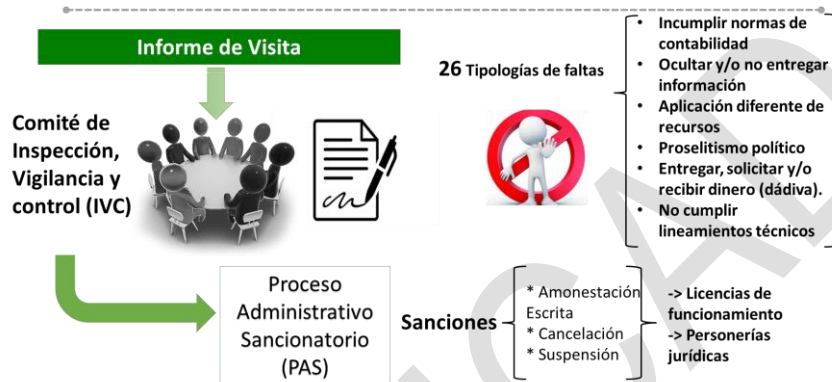 Informe de Visita
26 Tipologías de faltas
• Incumplir normas de
contabilidad
• Ocultar y/o no entregar
información
• Aplicación diferente de
recursos
• Proselitismo político
• Entregar, solicitar y/o
recibir dinero (dádiva).
• No cumplir
lineamientos técnicos
Comité de
Inspección,
Vigilancia y
control (IVC)
Proceso
Administrativo
Sancionatorio
(PAS)
Sanciones
* Amonestación
Escrita
* Cancelación
* Suspensión
-> Licencias de
funcionamiento
-> Personerías
jurídicas